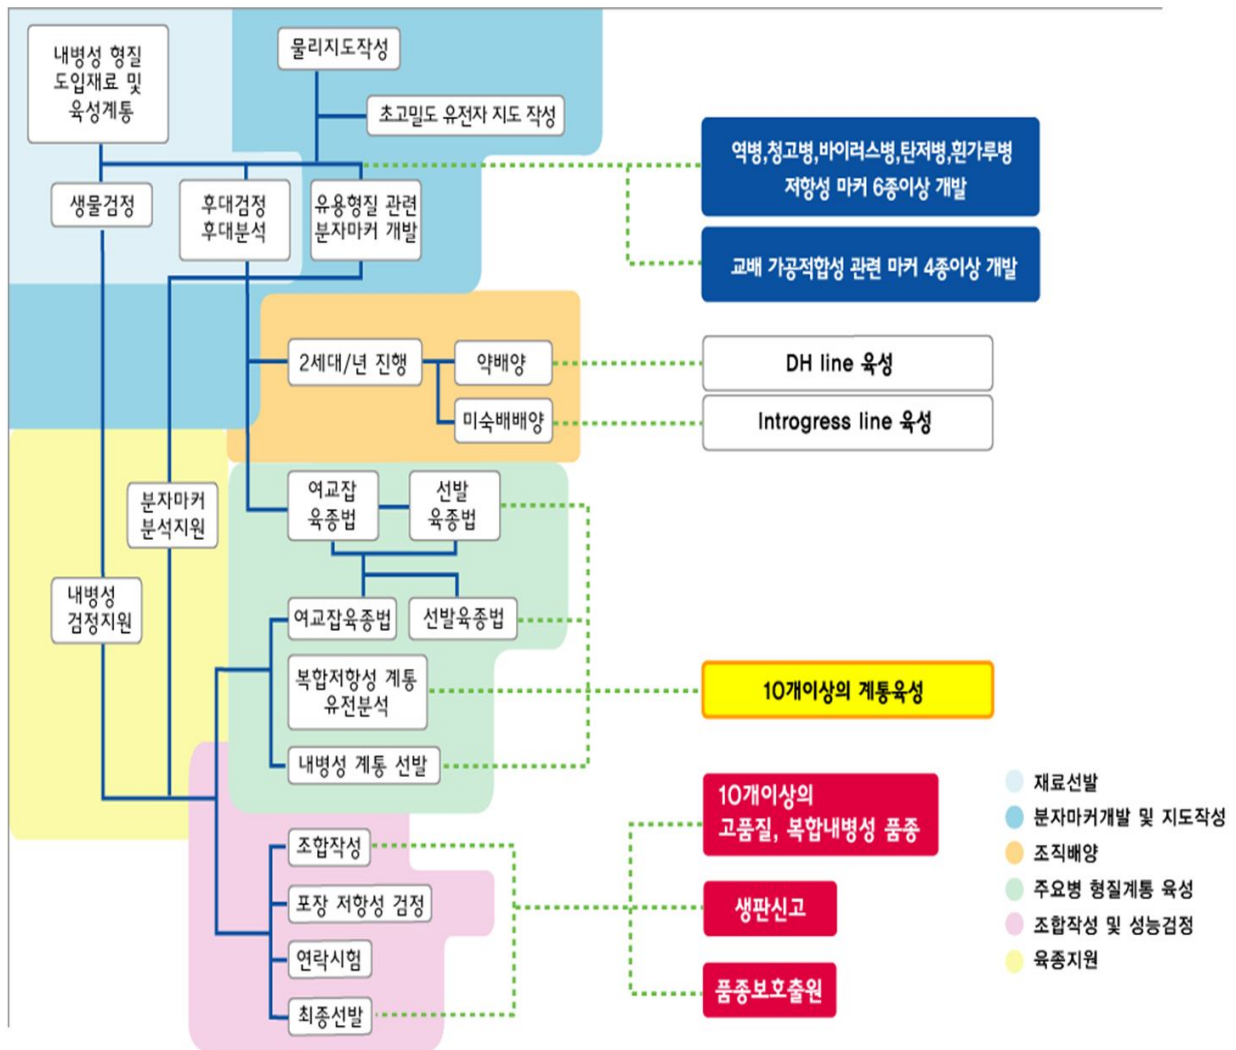 내병성 형질
도입재료 및
육성계통
물리지도작성
초고밀도 유전자 지도 작성
생물검정
후대검정
후대분석
유용형질 관련
분자마커 개발
역병,청고병,바이러스병,탄저병,흰가루병
저항성 마커 6종이상 개발
교배 가공적합성 관련 마커 4종이상 개발
2세대/년 진행
약배양
미숙배배양
DH line 육성
Introgress line 육성
분자마커
분석지원
여교잡
육종법
선발
육종법
내병성
검정지원
여교잡육종법
선발육종법
복합저항성 계통
유전분석
내병성 계통 선발
10개이상의 계통육성
조합작성
포장 저항성 검정
연락시험
최종선발
10개이상의
고품질, 복합내병성 품종
생판신고
품종보호출원
재료선발
분자마커개발 및 지도작성
조직배양
주요병 형질계통 육성
조합작성 및 성능검정
육종지원